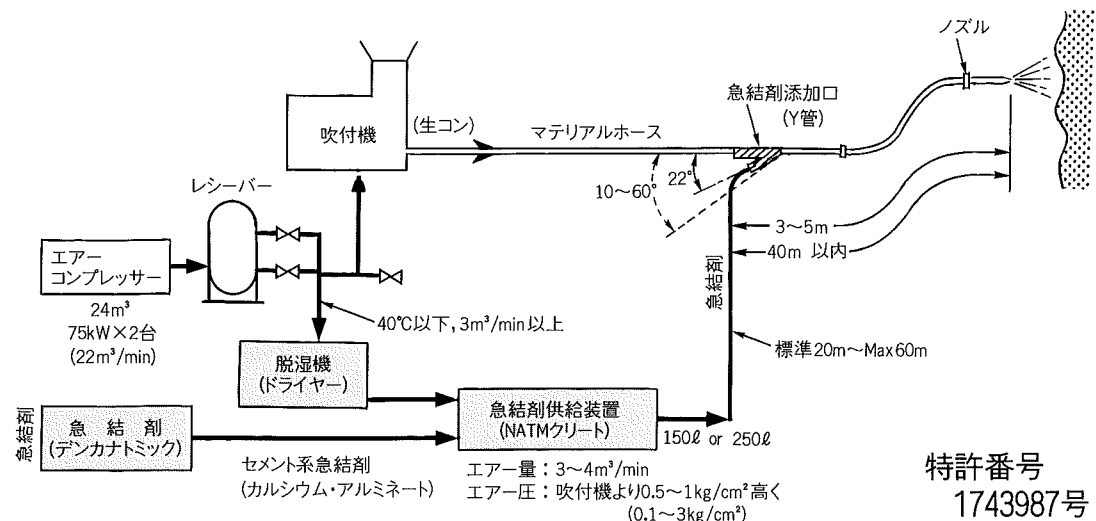 ノズル
急結剤添加口
(Y管)
(生コン)
マテリアルホース
吹付機
22°
10〜60°
レシーバー
3〜5m
40m 以内
エアー
コンプレッサー
急結剤
24m³
75kW×2台
(22m³/min)
40℃以下,3m³/min以上
標準20m〜Max60m
脱湿機
(ドライヤー)
急結剤
急結剤
(デンカナトミック)
急結剤供給装置
(NATMクリート)
150ℓ or 250ℓ
セメント系急結剤
(カルシウム・アルミネート)
エアー量:3〜4m³/min
エアー圧:吹付機より0.5〜1kg/cm²高く
(0.1〜3kg/cm²)
特許番号
1743987号